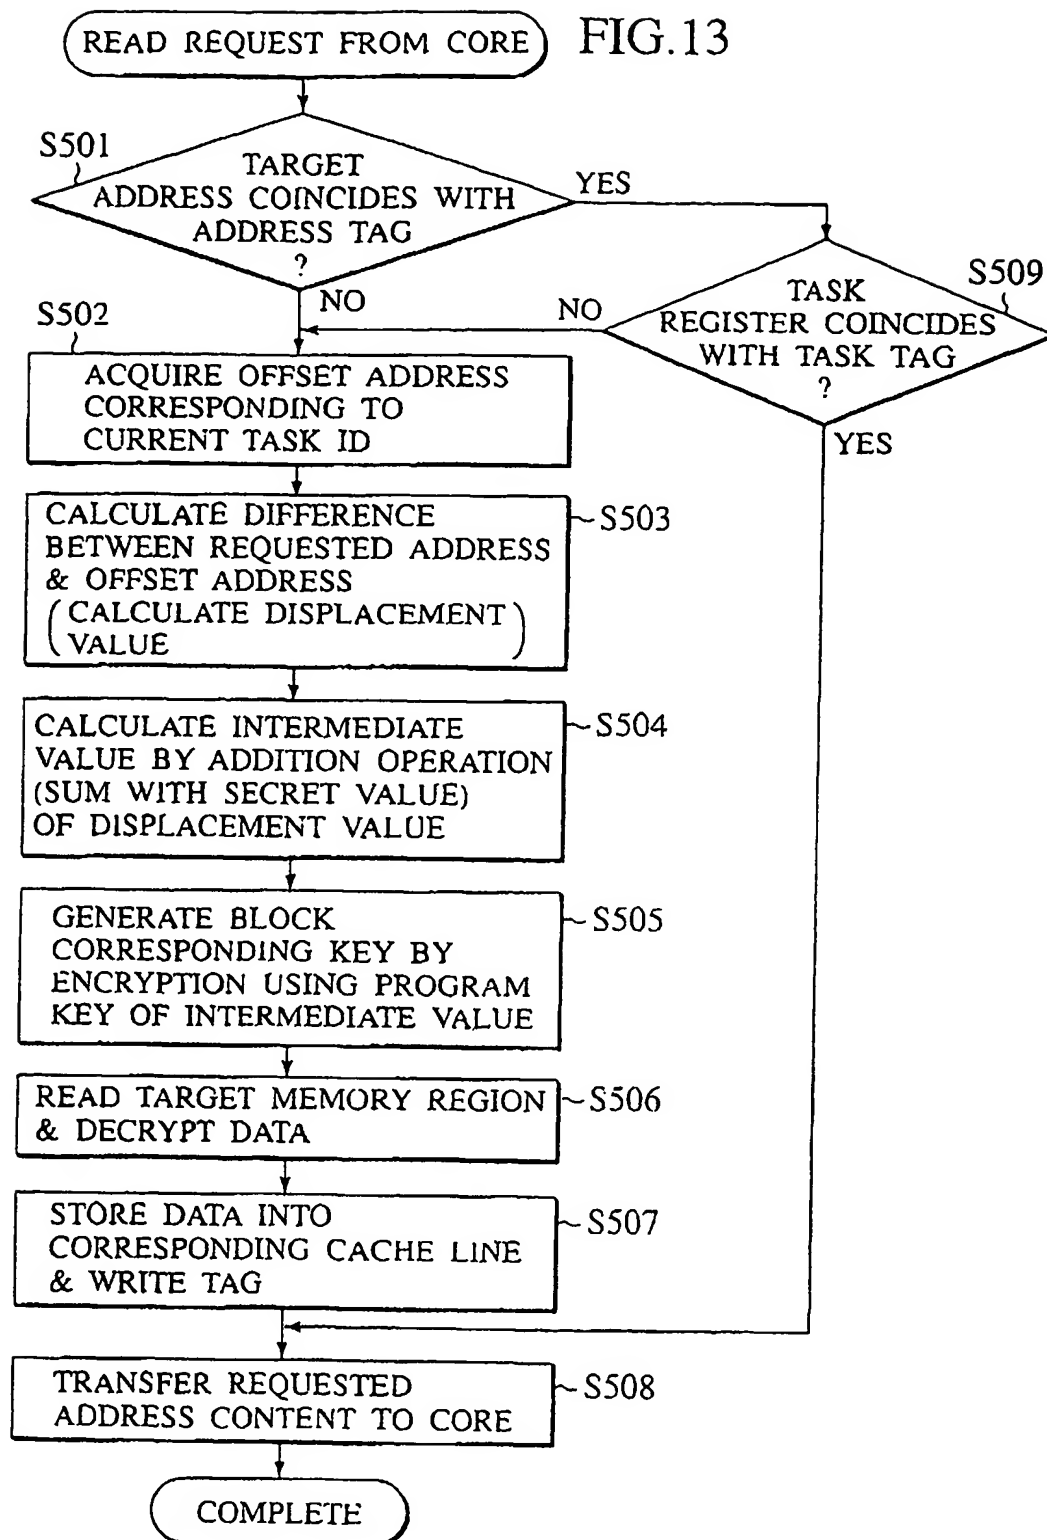 READ REQUEST FROM CORE
FIG.13
S501
TARGET
ADDRESS COINCIDES WITH
ADDRESS TAG
?
YES
NO
S509
TASK
REGISTER COINCIDES
WITH TASK TAG
?
NO
YES
S502
ACQUIRE OFFSET ADDRESS
CORRESPONDING TO
CURRENT TASK ID
CALCULATE DIFFERENCE
BETWEEN REQUESTED ADDRESS
& OFFSET ADDRESS
(CALCULATE DISPLACEMENT
VALUE)
S503
CALCULATE INTERMEDIATE
VALUE BY ADDITION OPERATION
(SUM WITH SECRET VALUE)
OF DISPLACEMENT VALUE
S504
GENERATE BLOCK
CORRESPONDING KEY BY
ENCRYPTION USING PROGRAM
KEY OF INTERMEDIATE VALUE
S505
READ TARGET MEMORY REGION
& DECRYPT DATA
S506
STORE DATA INTO
CORRESPONDING CACHE LINE
& WRITE TAG
S507
TRANSFER REQUESTED
ADDRESS CONTENT TO CORE
S508
COMPLETE